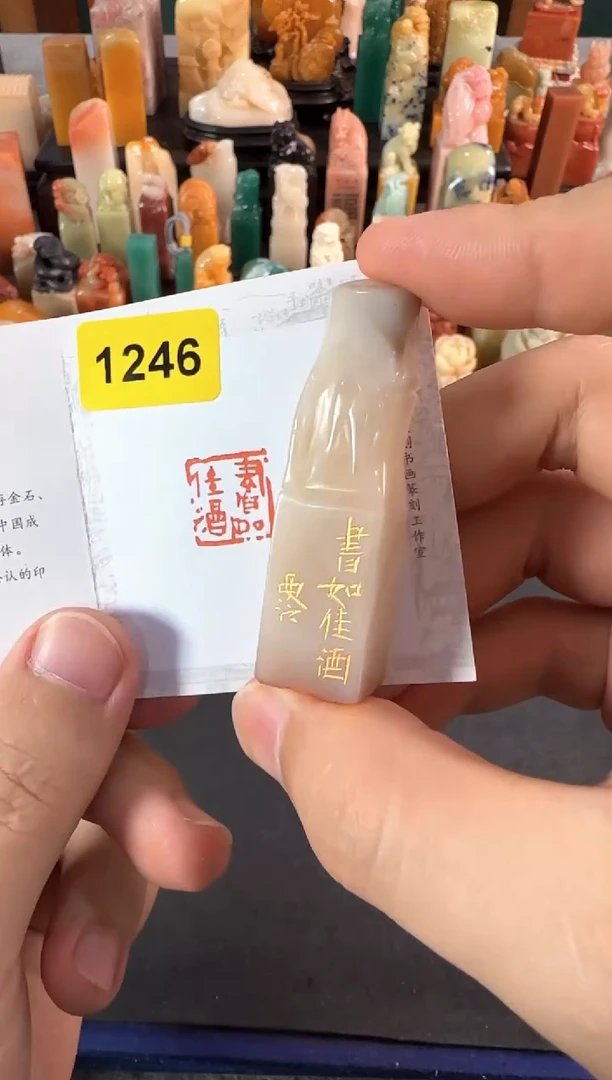 1246
金石、
中国成
体。
认的印
書如
佳酒
書如佳酒
书画篆刻工作室